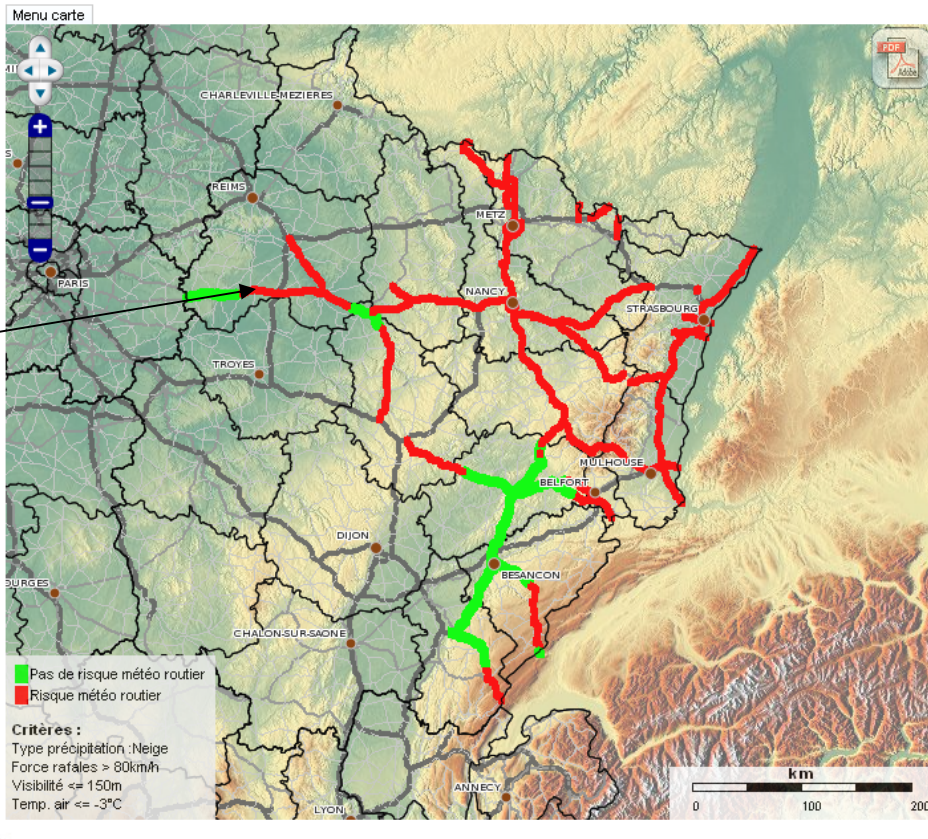 Menu carte
PDF
Adobe
CHARLEVILLE-MEZIERES
REIMS
METZ
PARIS
NANCY
STRASBOURG
TROYES
MULHOUSE
BELFORT
DIJON
BESANCON
OURGES
CHALON-SUR-SAONE
ANNECY
LYON
Pas de risque météo routier
Risque météo routier
Critères :
Type précipitation :Neige
Force rafales > 80km/h
Visibilité <= 150m
Temp. air <= -3°C
km
0 100 200